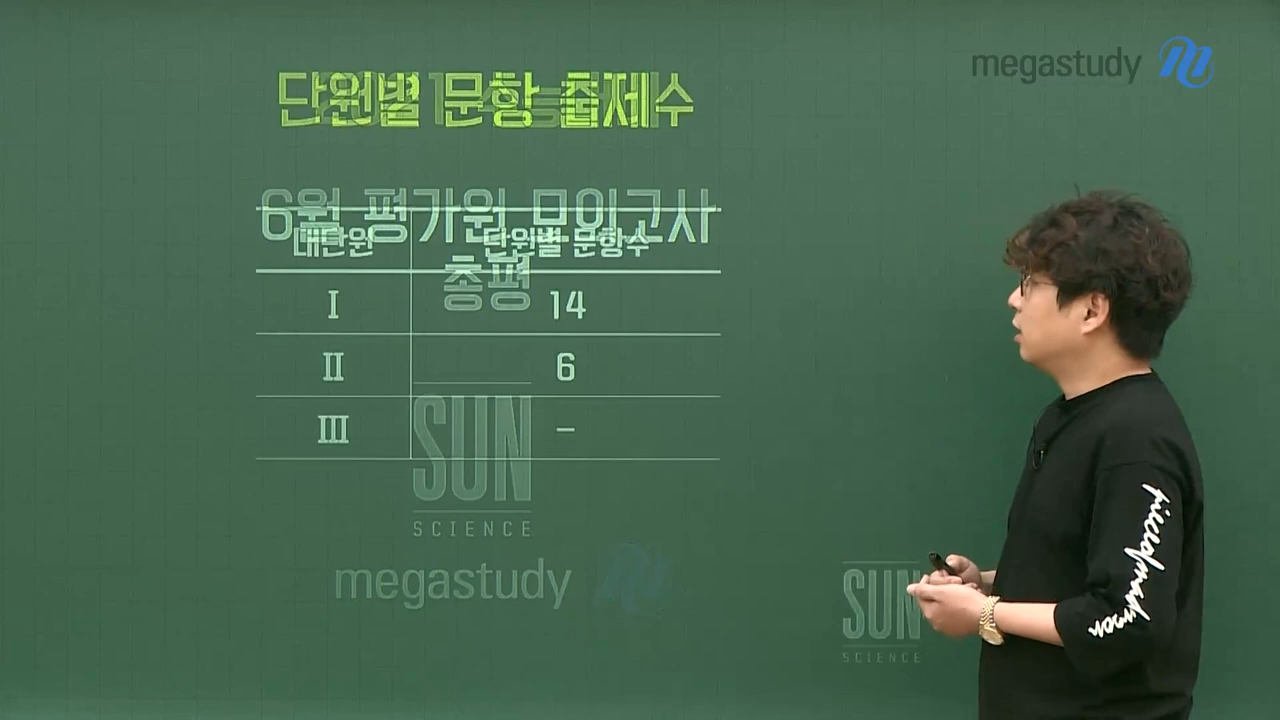 megastudy
단원별 문항 출제수
6월 평가원 모의고사
총평
대단원 단원별 문항수
I 14
II 6
III –
SUN
SCIENCE
megastudy
SUN
SCIENCE